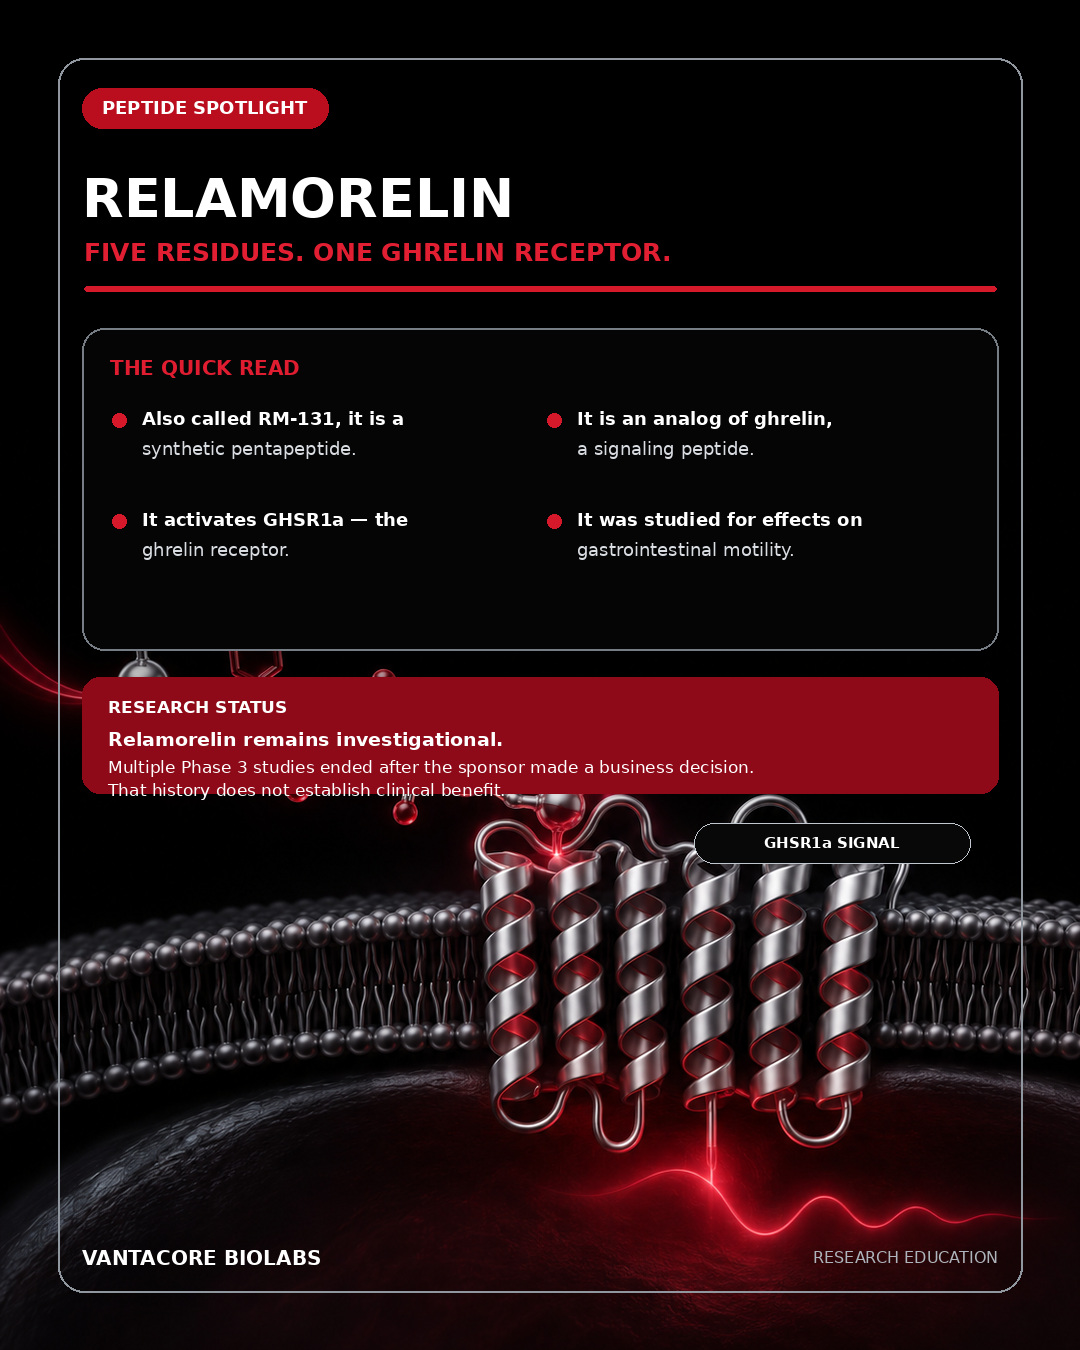 PEPTIDE SPOTLIGHT
RELAMORELIN
FIVE RESIDUES. ONE GHRELIN RECEPTOR.
THE QUICK READ
Also called RM-131, it is a
synthetic pentapeptide.
It is an analog of ghrelin,
a signaling peptide.
It activates GHSR1a — the
ghrelin receptor.
It was studied for effects on
gastrointestinal motility.
RESEARCH STATUS
Relamorelin remains investigational.
Multiple Phase 3 studies ended after the sponsor made a business decision.
That history does not establish clinical benefit.
GHSR1a SIGNAL
VANTACORE BIOLABS
RESEARCH EDUCATION